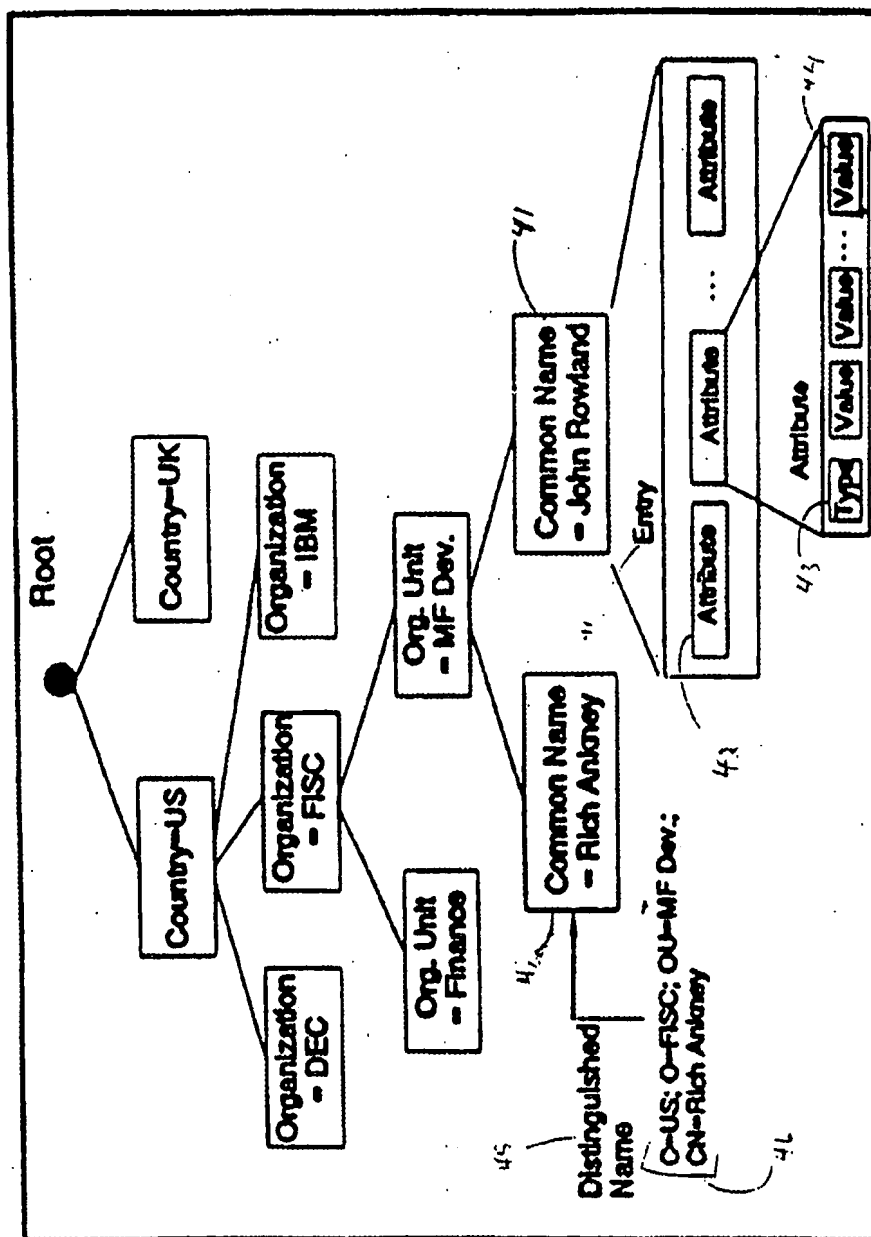 Root
Country=US
Country=UK
Organization
= DEC
Organization
= FISC
Organization
= IBM
Org. Unit
= Finance
Org. Unit
= MF Dev.
Common Name
= Rich Ankney
Common Name
= John Rowland
41
Distinguished
Name
45
C=US; O=FISC; OU=MF Dev.;
CN=Rich Ankney
Entry
Attribute
Attribute
...
Attribute
42
Attribute
Type
Value
Value
...
Value
43
44